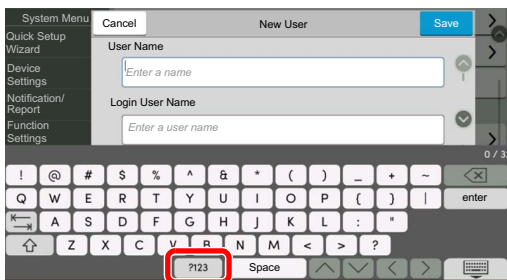 System Menu
Cancel
New User
Save
Quick Setup
Wizard
User Name
Enter a name
Device
Settings
Login User Name
Notification/
Report
Enter a user name
Function
Settings
0 / 3
! @ # $ % ^ & * ( ) _ + ~
Q W E R T Y U I O P { } | enter
A S D F G H J K L : "
Z X C V B N M < > ?
?123 Space